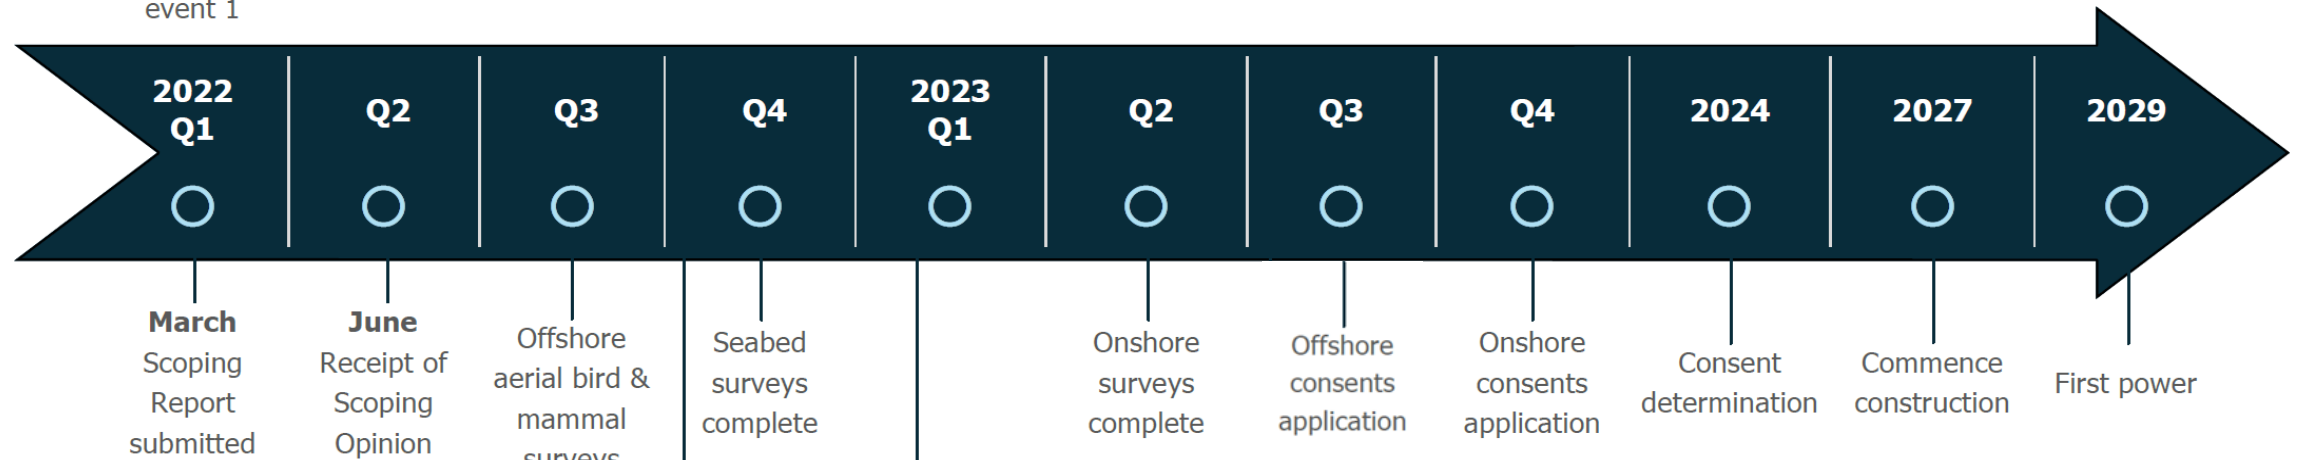 event 1
2022
Q1
Q2
Q3
Q4
2023
Q1
Q2
Q3
Q4
2024
2027
2029
March
Scoping
Report
submitted
June
Receipt of
Scoping
Opinion
Offshore
aerial bird &
mammal
surveys
Seabed
surveys
complete
Onshore
surveys
complete
Offshore
consents
application
Onshore
consents
application
Consent
determination
Commence
construction
First power